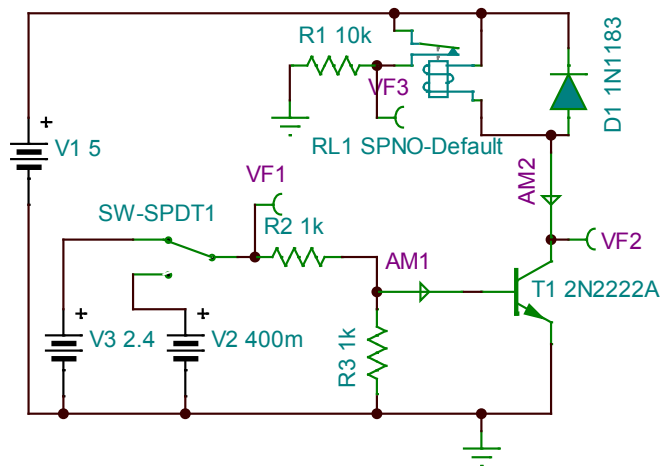 R1 10k
VF3
RL1 SPNO-Default
D1 1N1183
+
V1 5
VF1
AM2
SW-SPDT1
R2 1k
VF2
AM1
T1 2N2222A
+
V3 2.4
+
V2 400m
R3 1k